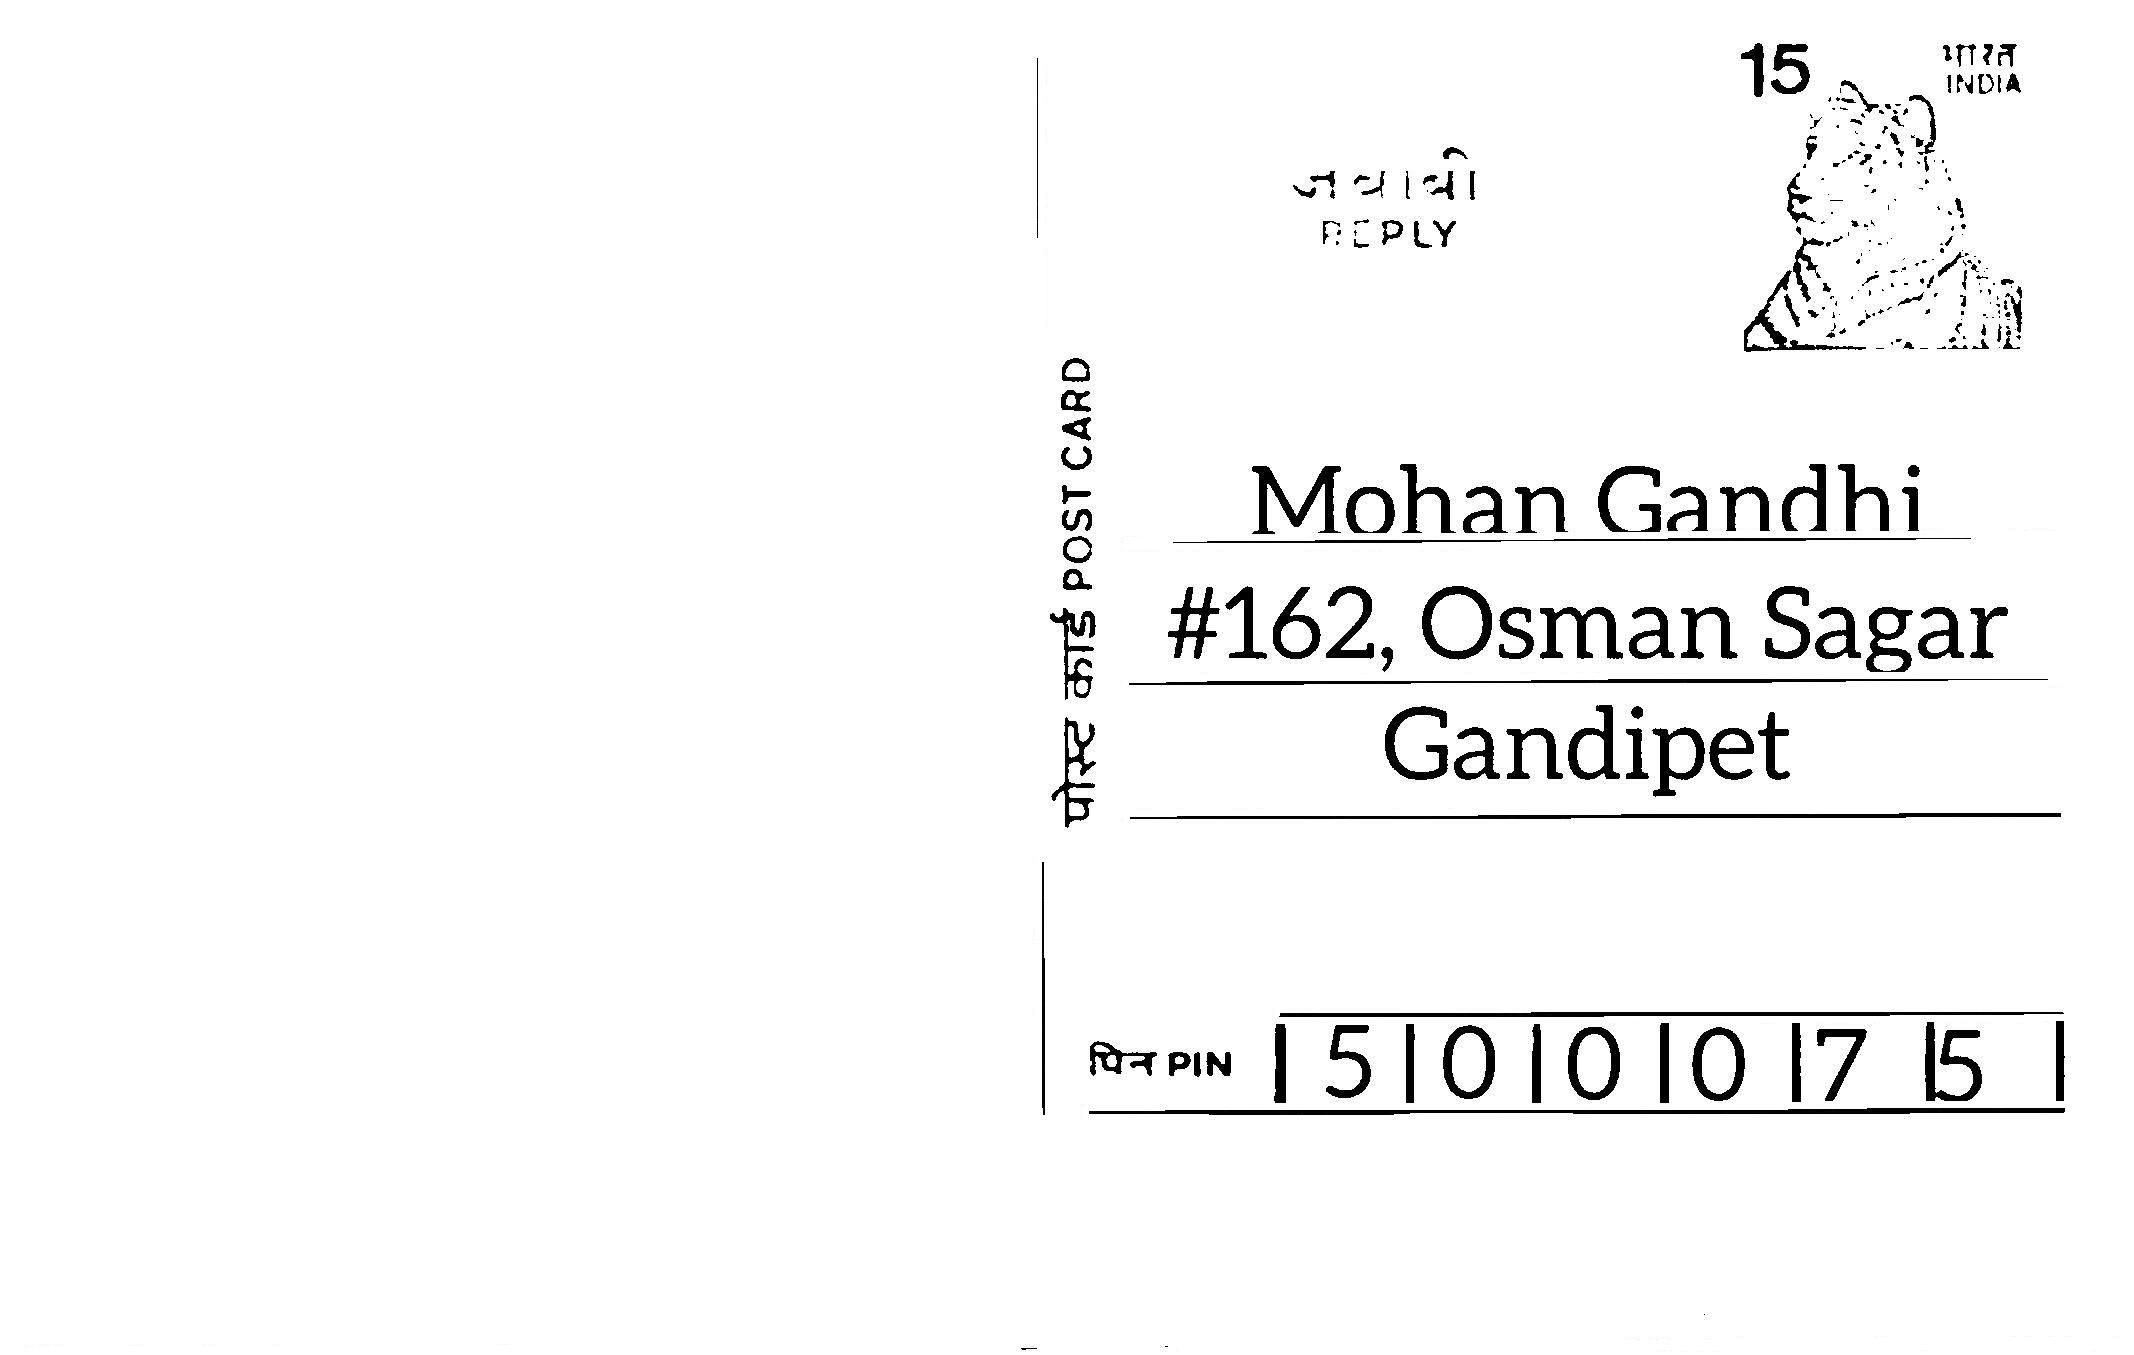 15
भारत
INDIA
जवाबी
REPLY
पोस्ट कार्ड POST CARD
Mohan Gandhi
#162, Osman Sagar
Gandipet
पिन PIN 5 0 0 0 7 5